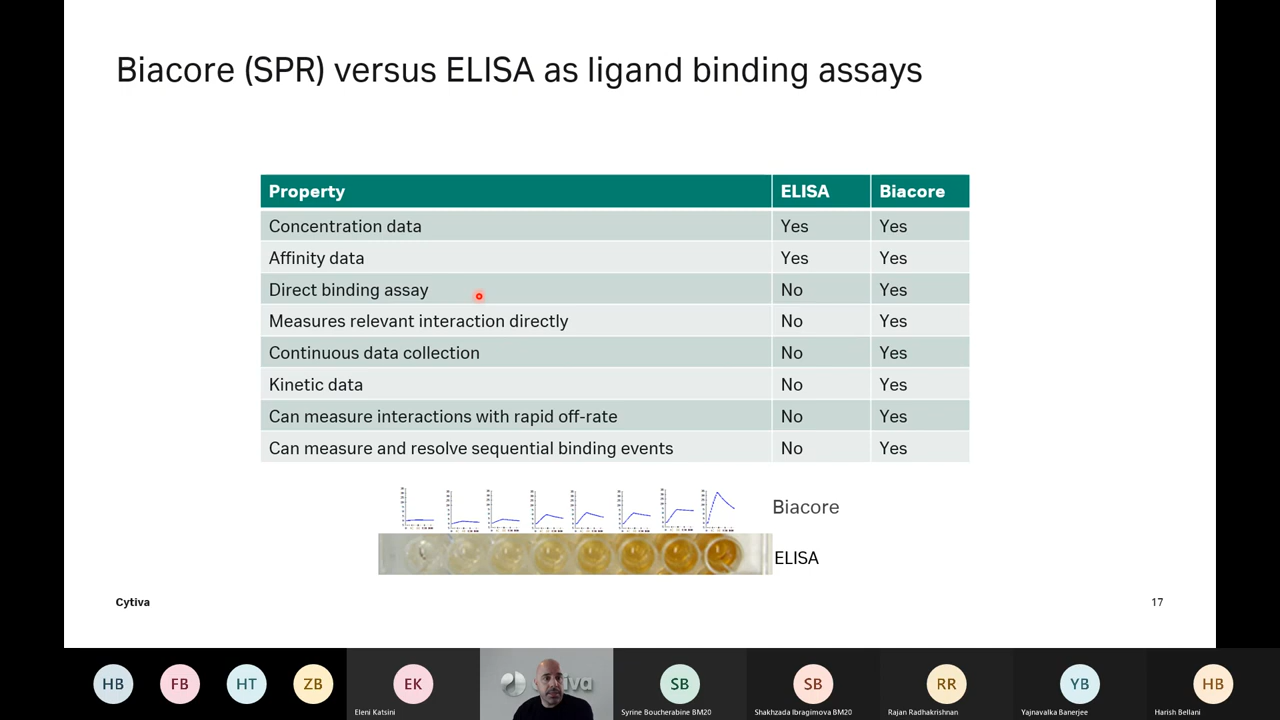 Biacore (SPR) versus ELISA as ligand binding assays
Property ELISA Biacore
Concentration data Yes Yes
Affinity data Yes Yes
Direct binding assay No Yes
Measures relevant interaction directly No Yes
Continuous data collection No Yes
Kinetic data No Yes
Can measure interactions with rapid off-rate No Yes
Can measure and resolve sequential binding events No Yes
Biacore
ELISA
Cytiva
17
HB FB HT ZB EK SB SB RR YB HB
Eleni Katsini
Syrine Boucherabine BM20
Shakhzada Ibragimova BM20
Rajan Radhakrishnan
Yajnavalka Banerjee
Harish Bellani